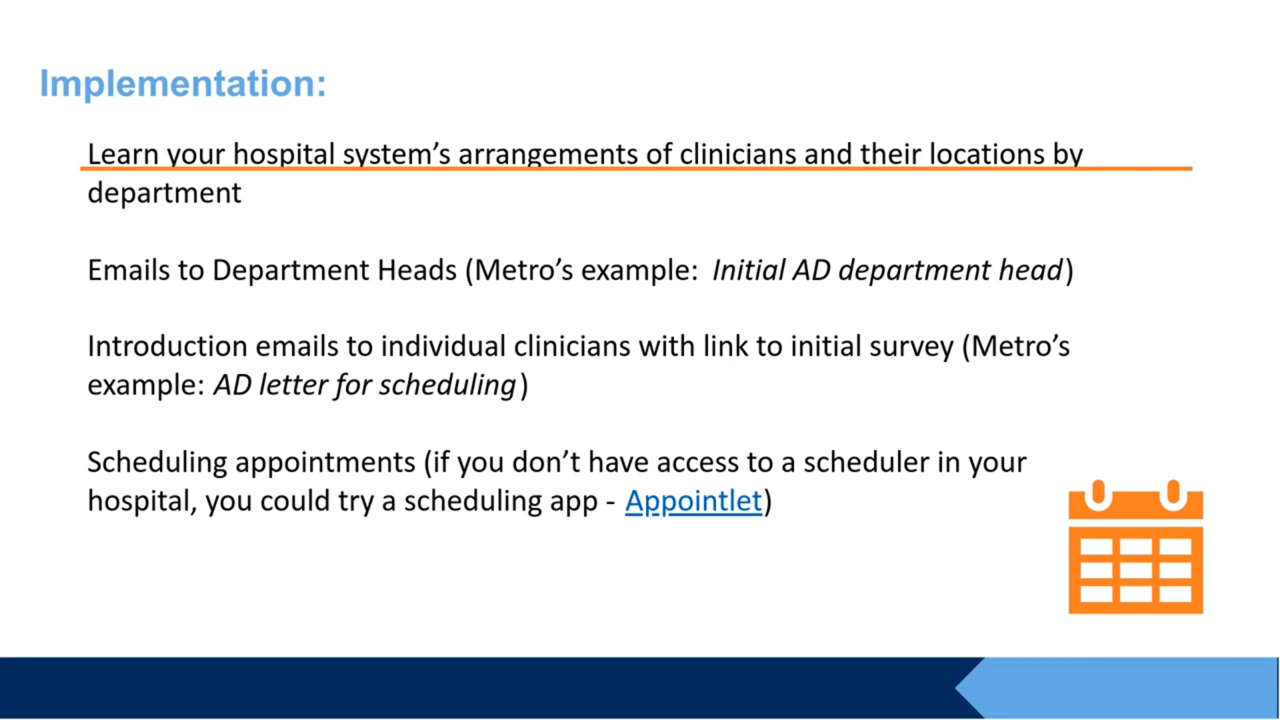 Implementation:
Learn your hospital system’s arrangements of clinicians and their locations by
department
Emails to Department Heads (Metro’s example: Initial AD department head)
Introduction emails to individual clinicians with link to initial survey (Metro’s
example: AD letter for scheduling)
Scheduling appointments (if you don’t have access to a scheduler in your
hospital, you could try a scheduling app - Appointlet)